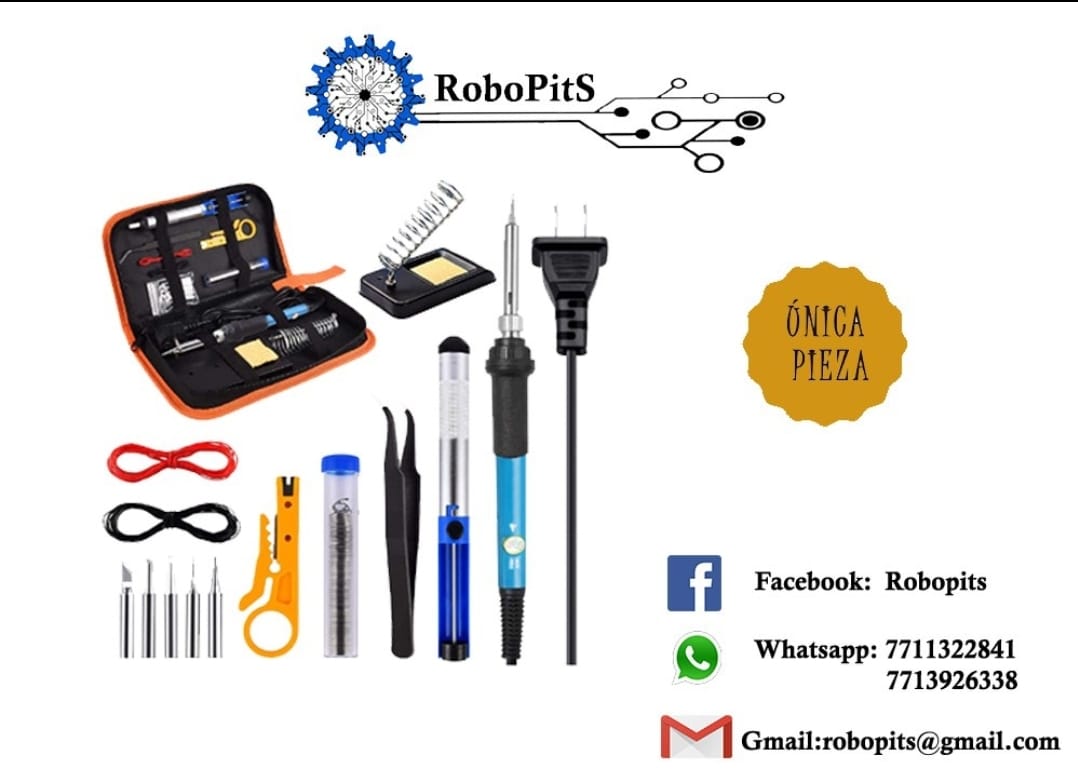 RoboPitS
ÚNICA
PIEZA
Facebook: Robopits
Whatsapp: 7711322841
7713926338
Gmail:robopits@gmail.com